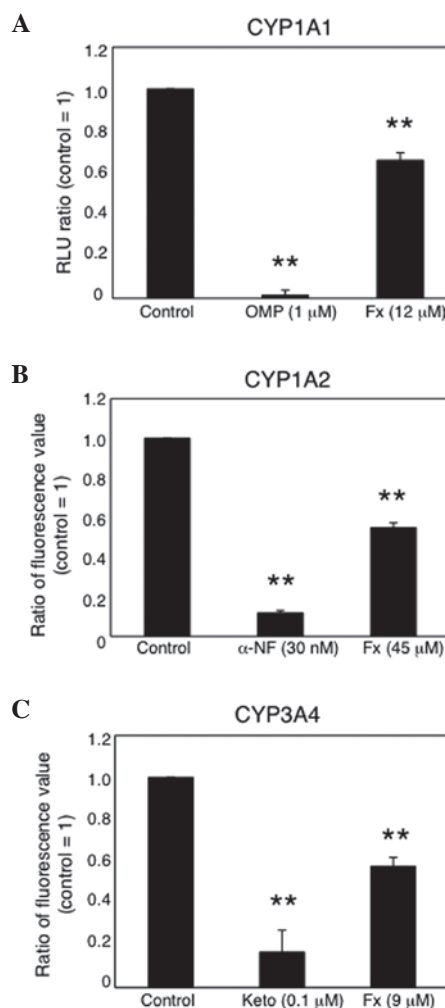 A
CYP1A1
RLU ratio (control = 1)
1.2
1.0
0.8
0.6
0.4
0.2
0
**
**
Control
OMP (1 μM)
Fx (12 μM)
B
CYP1A2
Ratio of fluorescence value
(control = 1)
1.2
1.0
0.8
0.6
0.4
0.2
0
**
**
Control
α-NF (30 nM)
Fx (45 μM)
C
CYP3A4
Ratio of fluorescence value
(control = 1)
1.2
1.0
0.8
0.6
0.4
0.2
0
**
**
Control
Keto (0.1 μM)
Fx (9 μM)